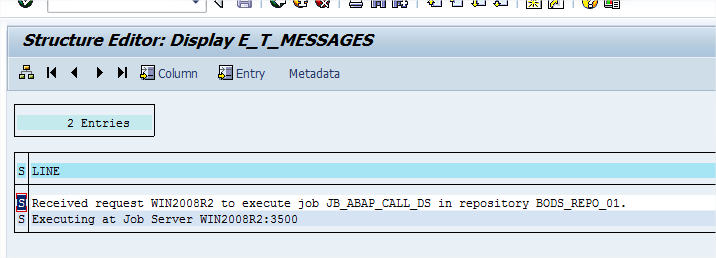 Structure Editor: Display E_T_MESSAGES
Column Entry Metadata
2 Entries
S LINE
S Received request WIN2008R2 to execute job JB_ABAP_CALL_DS in repository BODS_REPO_01.
S Executing at Job Server WIN2008R2:3500